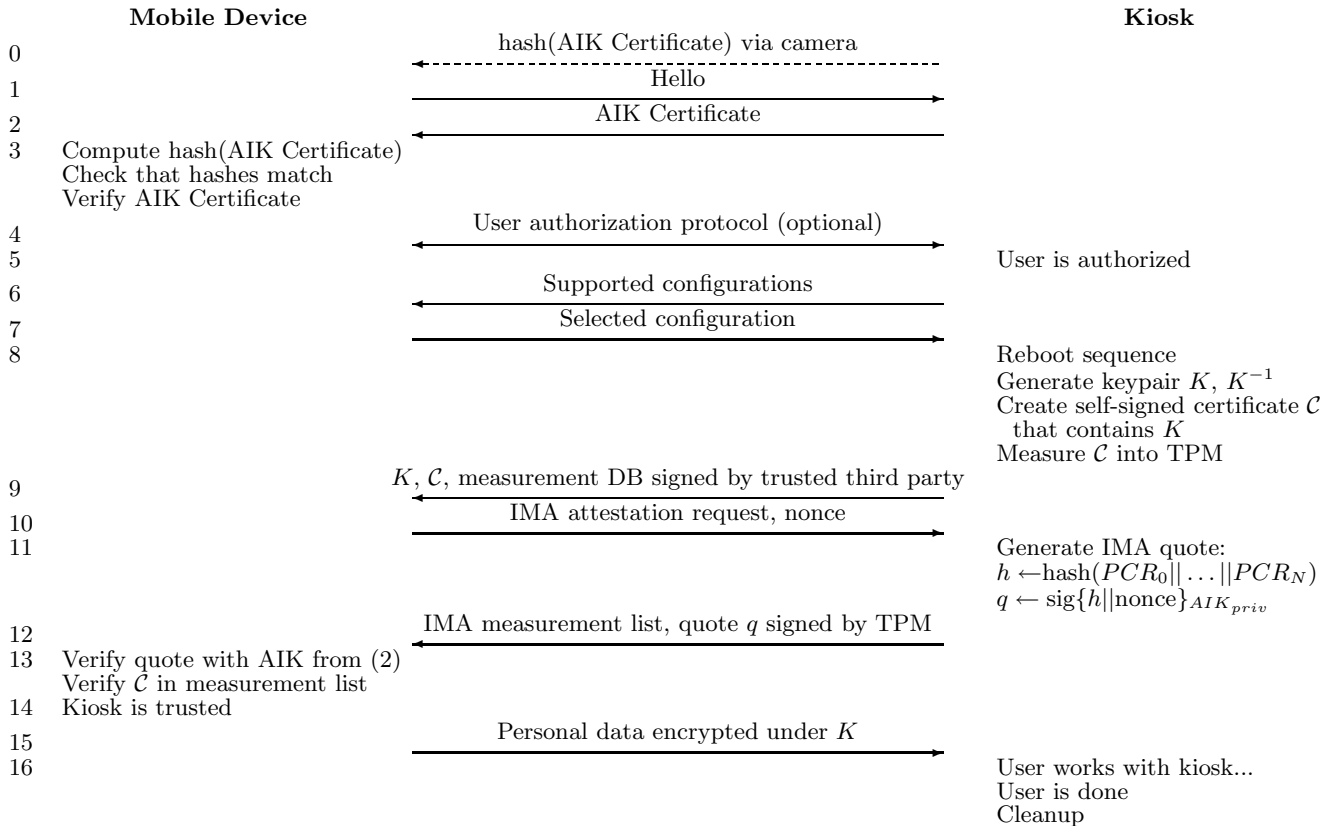 Mobile Device Kiosk
0 hash(AIK Certificate) via camera
1 Hello
2 AIK Certificate
3 Compute hash(AIK Certificate)
Check that hashes match
Verify AIK Certificate
4 User authorization protocol (optional)
5 User is authorized
6 Supported configurations
7 Selected configuration
8 Reboot sequence
Generate keypair K, K⁻¹
Create self-signed certificate 𝒞
that contains K
Measure 𝒞 into TPM
9 K, 𝒞, measurement DB signed by trusted third party
10 IMA attestation request, nonce
11 Generate IMA quote:
h ←hash(PCR₀|| . . . ||PCR_N)
q ← sig{h||nonce}_{AIK_{priv}}
12 IMA measurement list, quote q signed by TPM
13 Verify quote with AIK from (2)
Verify 𝒞 in measurement list
14 Kiosk is trusted
15 Personal data encrypted under K
16 User works with kiosk...
User is done
Cleanup